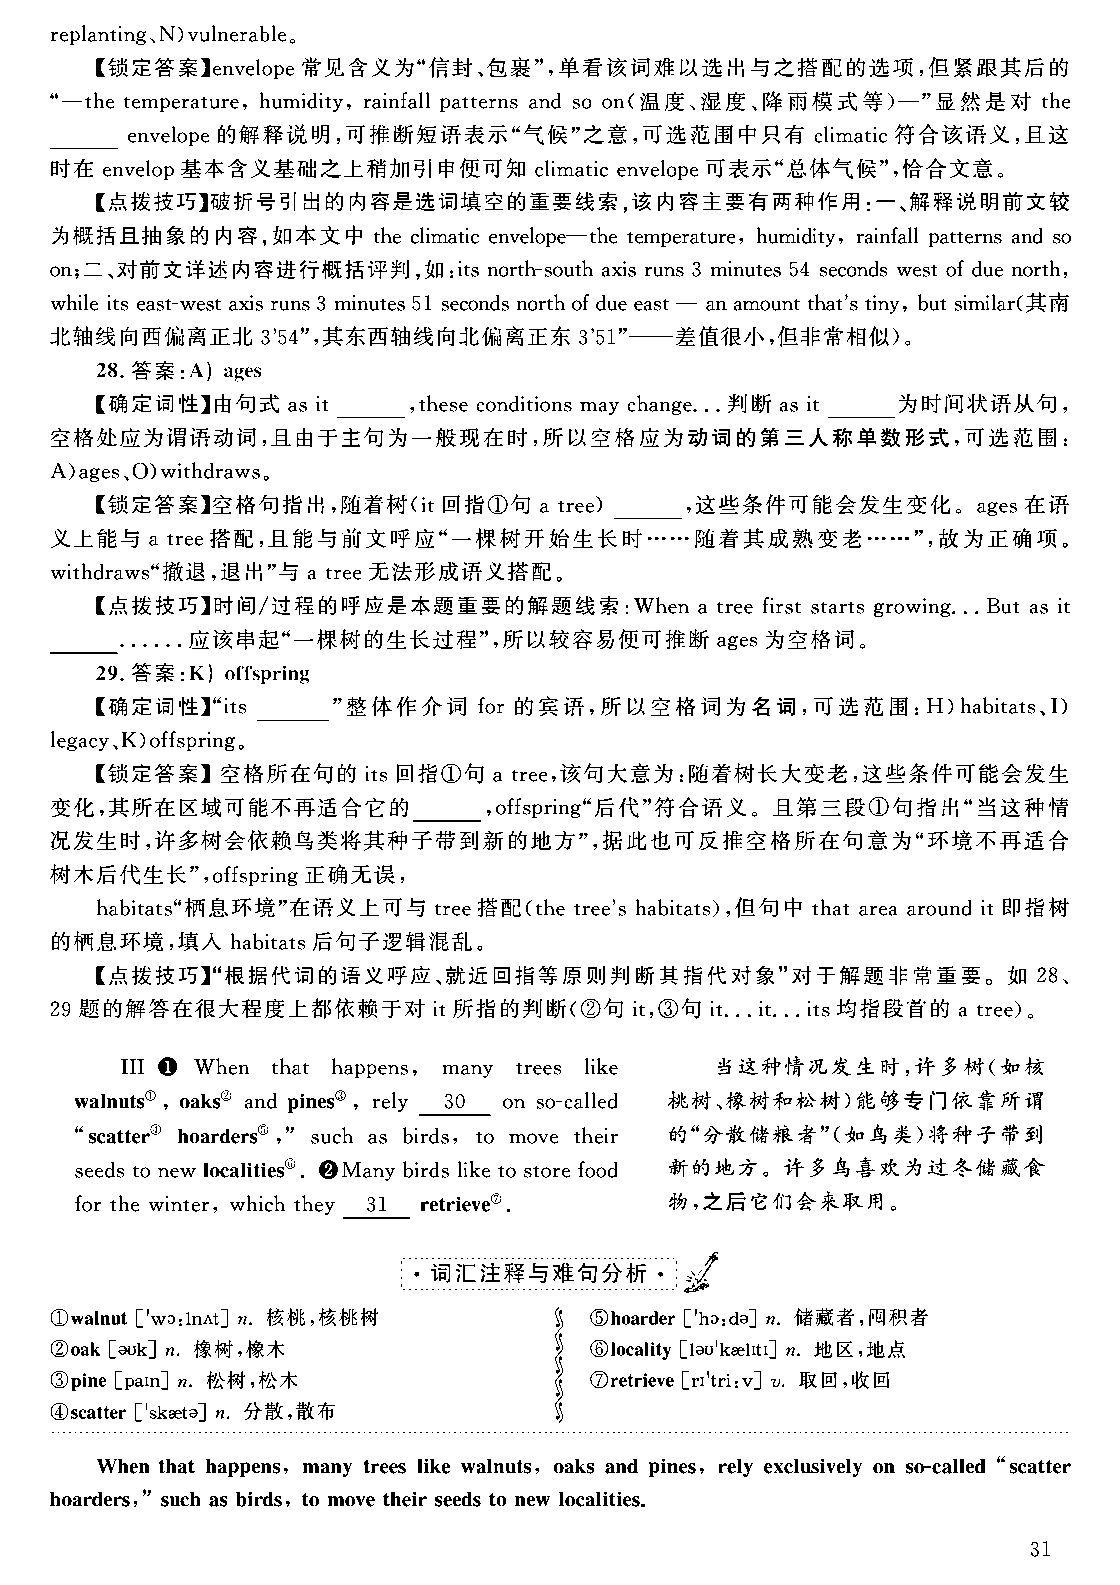 replanting、N)vulnerable。
【锁定答案】envelope 常见含义为“信封、包裹”,单看该词难以选出与之搭配的选项,但紧跟其后的
“—the temperature, humidity, rainfall patterns and so on(温度、湿度、降雨模式等)—”显然是对 the
______ envelope 的解释说明,可推断短语表示“气候”之意,可选范围中只有 climatic 符合该语义,且这
时在 envelop 基本含义基础之上稍加引申便可知 climatic envelope 可表示“总体气候”,恰合文意。
【点拨技巧】破折号引出的内容是选词填空的重要线索,该内容主要有两种作用:一、解释说明前文较
为概括且抽象的内容,如本文中 the climatic envelope—the temperature, humidity, rainfall patterns and so
on;二、对前文详述内容进行概括评判,如:its north-south axis runs 3 minutes 54 seconds west of due north,
while its east-west axis runs 3 minutes 51 seconds north of due east — an amount that's tiny, but similar(其南
北轴线向西偏离正北 3'54”,其东西轴线向北偏离正东 3'51”——差值很小,但非常相似)。
28. 答案:A) ages
【确定词性】由句式 as it ______,these conditions may change...判断 as it ______为时间状语从句,
空格处应为谓语动词,且由于主句为一般现在时,所以空格应为动词的第三人称单数形式,可选范围:
A)ages、O)withdraws。
【锁定答案】空格句指出,随着树(it 回指①句 a tree) ______,这些条件可能会发生变化。ages 在语
义上能与 a tree 搭配,且能与前文呼应“一棵树开始生长时……随着其成熟变老……”,故为正确项。
withdraws“撤退,退出”与 a tree 无法形成语义搭配。
【点拨技巧】时间/过程的呼应是本题重要的解题线索:When a tree first starts growing... But as it
______......应该串起“一棵树的生长过程”,所以较容易便可推断 ages 为空格词。
29. 答案:K) offspring
【确定词性】“its ______”整体作介词 for 的宾语,所以空格词为名词,可选范围:H)habitats、I)
legacy、K)offspring。
【锁定答案】空格所在句的 its 回指①句 a tree,该句大意为:随着树长大变老,这些条件可能会发生
变化,其所在区域可能不再适合它的______,offspring“后代”符合语义。且第三段①句指出“当这种情
况发生时,许多树会依赖鸟类将其种子带到新的地方”,据此也可反推空格所在句意为“环境不再适合
树木后代生长”,offspring 正确无误,
habitats“栖息环境”在语义上可与 tree 搭配(the tree's habitats),但句中 that area around it 即指树
的栖息环境,填入 habitats 后句子逻辑混乱。
【点拨技巧】“根据代词的语义呼应、就近回指等原则判断其指代对象”对于解题非常重要。如 28、
29 题的解答在很大程度上都依赖于对 it 所指的判断(②句 it,③句 it...it...its 均指段首的 a tree)。
III ❶ When that happens, many trees like
walnuts①, oaks② and pines③, rely 30 on so-called
“scatter④ hoarders⑤,” such as birds, to move their
seeds to new localities⑥. ❷Many birds like to store food
for the winter, which they 31 retrieve⑦.
当这种情况发生时,许多树(如核
桃树、橡树和松树)能够专门依靠所谓
的“分散储粮者”(如鸟类)将种子带到
新的地方。许多鸟喜欢为过冬储藏食
物,之后它们会来取用。
·词汇注释与难句分析·
①walnut [ˈwɔːlnʌt] n. 核桃,核桃树
②oak [əʊk] n. 橡树,橡木
③pine [paɪn] n. 松树,松木
④scatter [ˈskætə] n. 分散,散布
⑤hoarder [ˈhɔːdə] n. 储藏者,囤积者
⑥locality [ləʊˈkælɪtɪ] n. 地区,地点
⑦retrieve [rɪˈtriːv] v. 取回,收回
When that happens, many trees like walnuts, oaks and pines, rely exclusively on so-called “scatter
hoarders,” such as birds, to move their seeds to new localities.
31